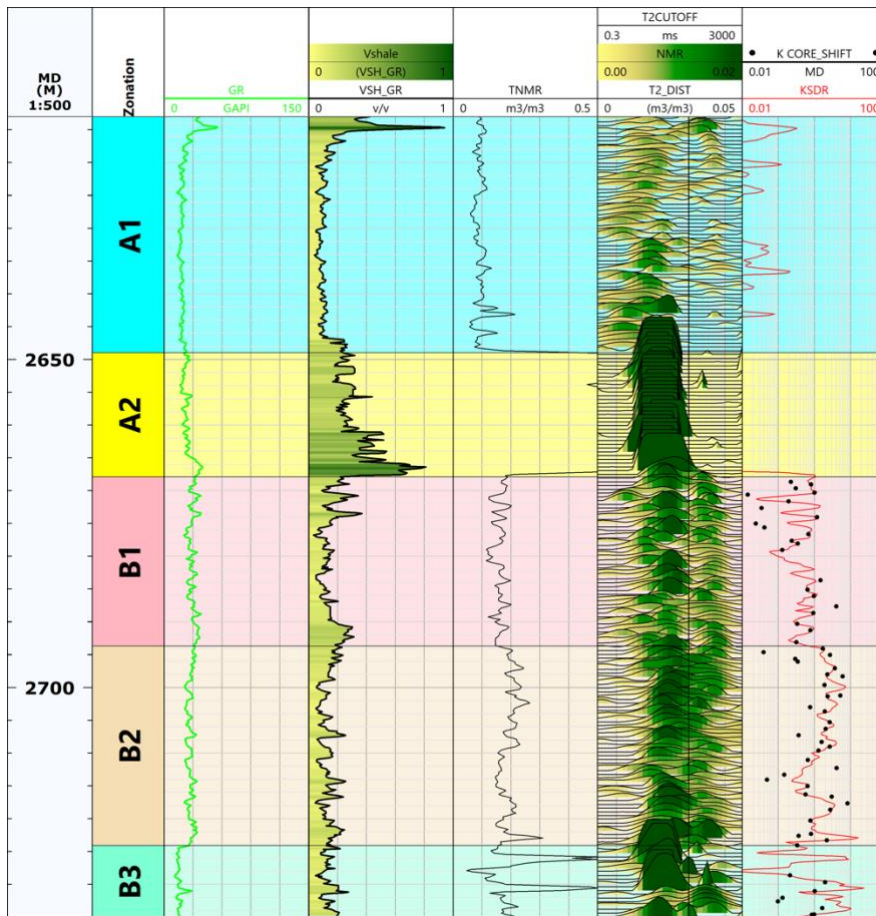 T2CUTOFF
0.3 ms 3000
Vshale NMR K CORE_SHIFT
0 (VSH_GR) 1 0.00 0.02 0.01 MD 100
MD
(M)
1:500
Zonation
GR VSH_GR TNMR T2_DIST KSDR
0 GAPI 150 0 v/v 1 0 m3/m3 0.5 0 (m3/m3) 0.05 0.01 100
A1
2650
A2
B1
2700
B2
B3